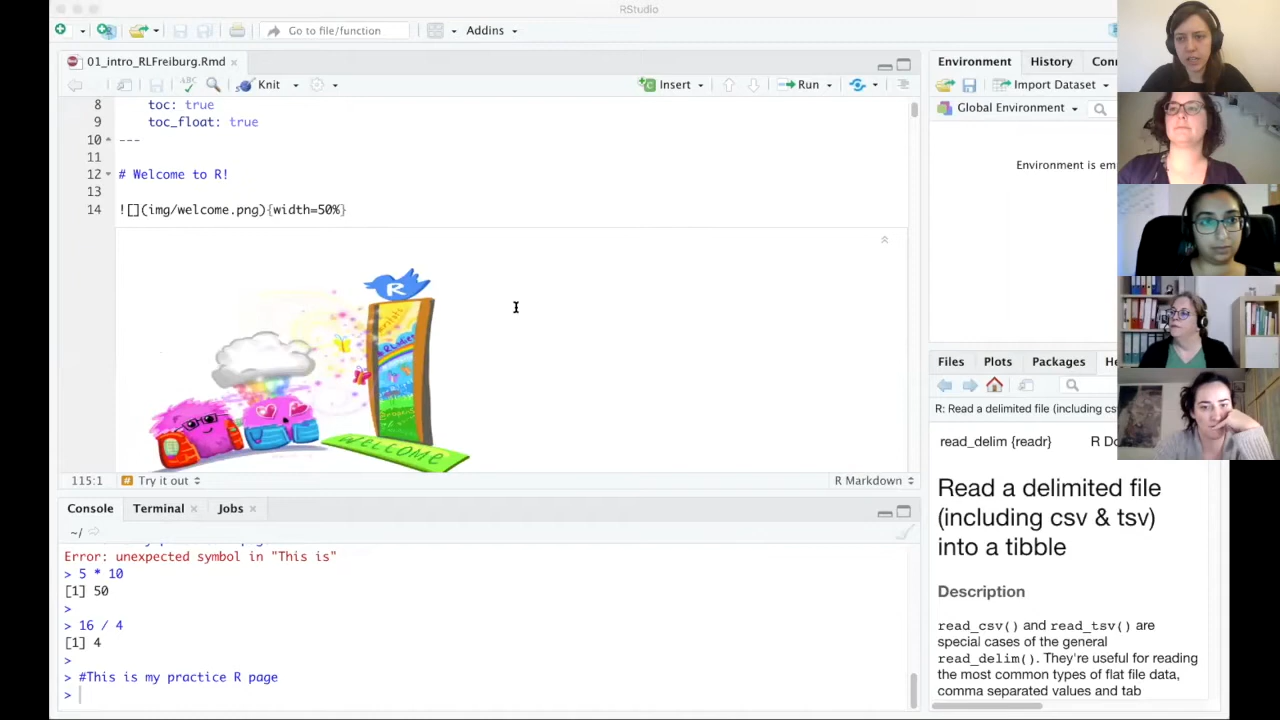 RStudio
Go to file/function
Addins
01_intro_RLFreiburg.Rmd
Environment
History
Con
ABC
Knit
Insert
Run
Import Dataset
Global Environment
8 toc: true
9 toc_float: true
10 ---
11
12 # Welcome to R!
13
14 ![](img/welcome.png){width=50%}
Environment is em
R
WELCOME
115:1
# Try it out
R Markdown
Files
Plots
Packages
He
R: Read a delimited file (including cs
read_delim {readr}
R Do
Read a delimited file
(including csv & tsv)
into a tibble
Description
read_csv() and read_tsv() are
special cases of the general
read_delim(). They're useful for reading
the most common types of flat file data,
comma separated values and tab
Console
Terminal
Jobs
~/
Error: unexpected symbol in "This is"
> 5 * 10
[1] 50
>
> 16 / 4
[1] 4
>
> #This is my practice R page
>